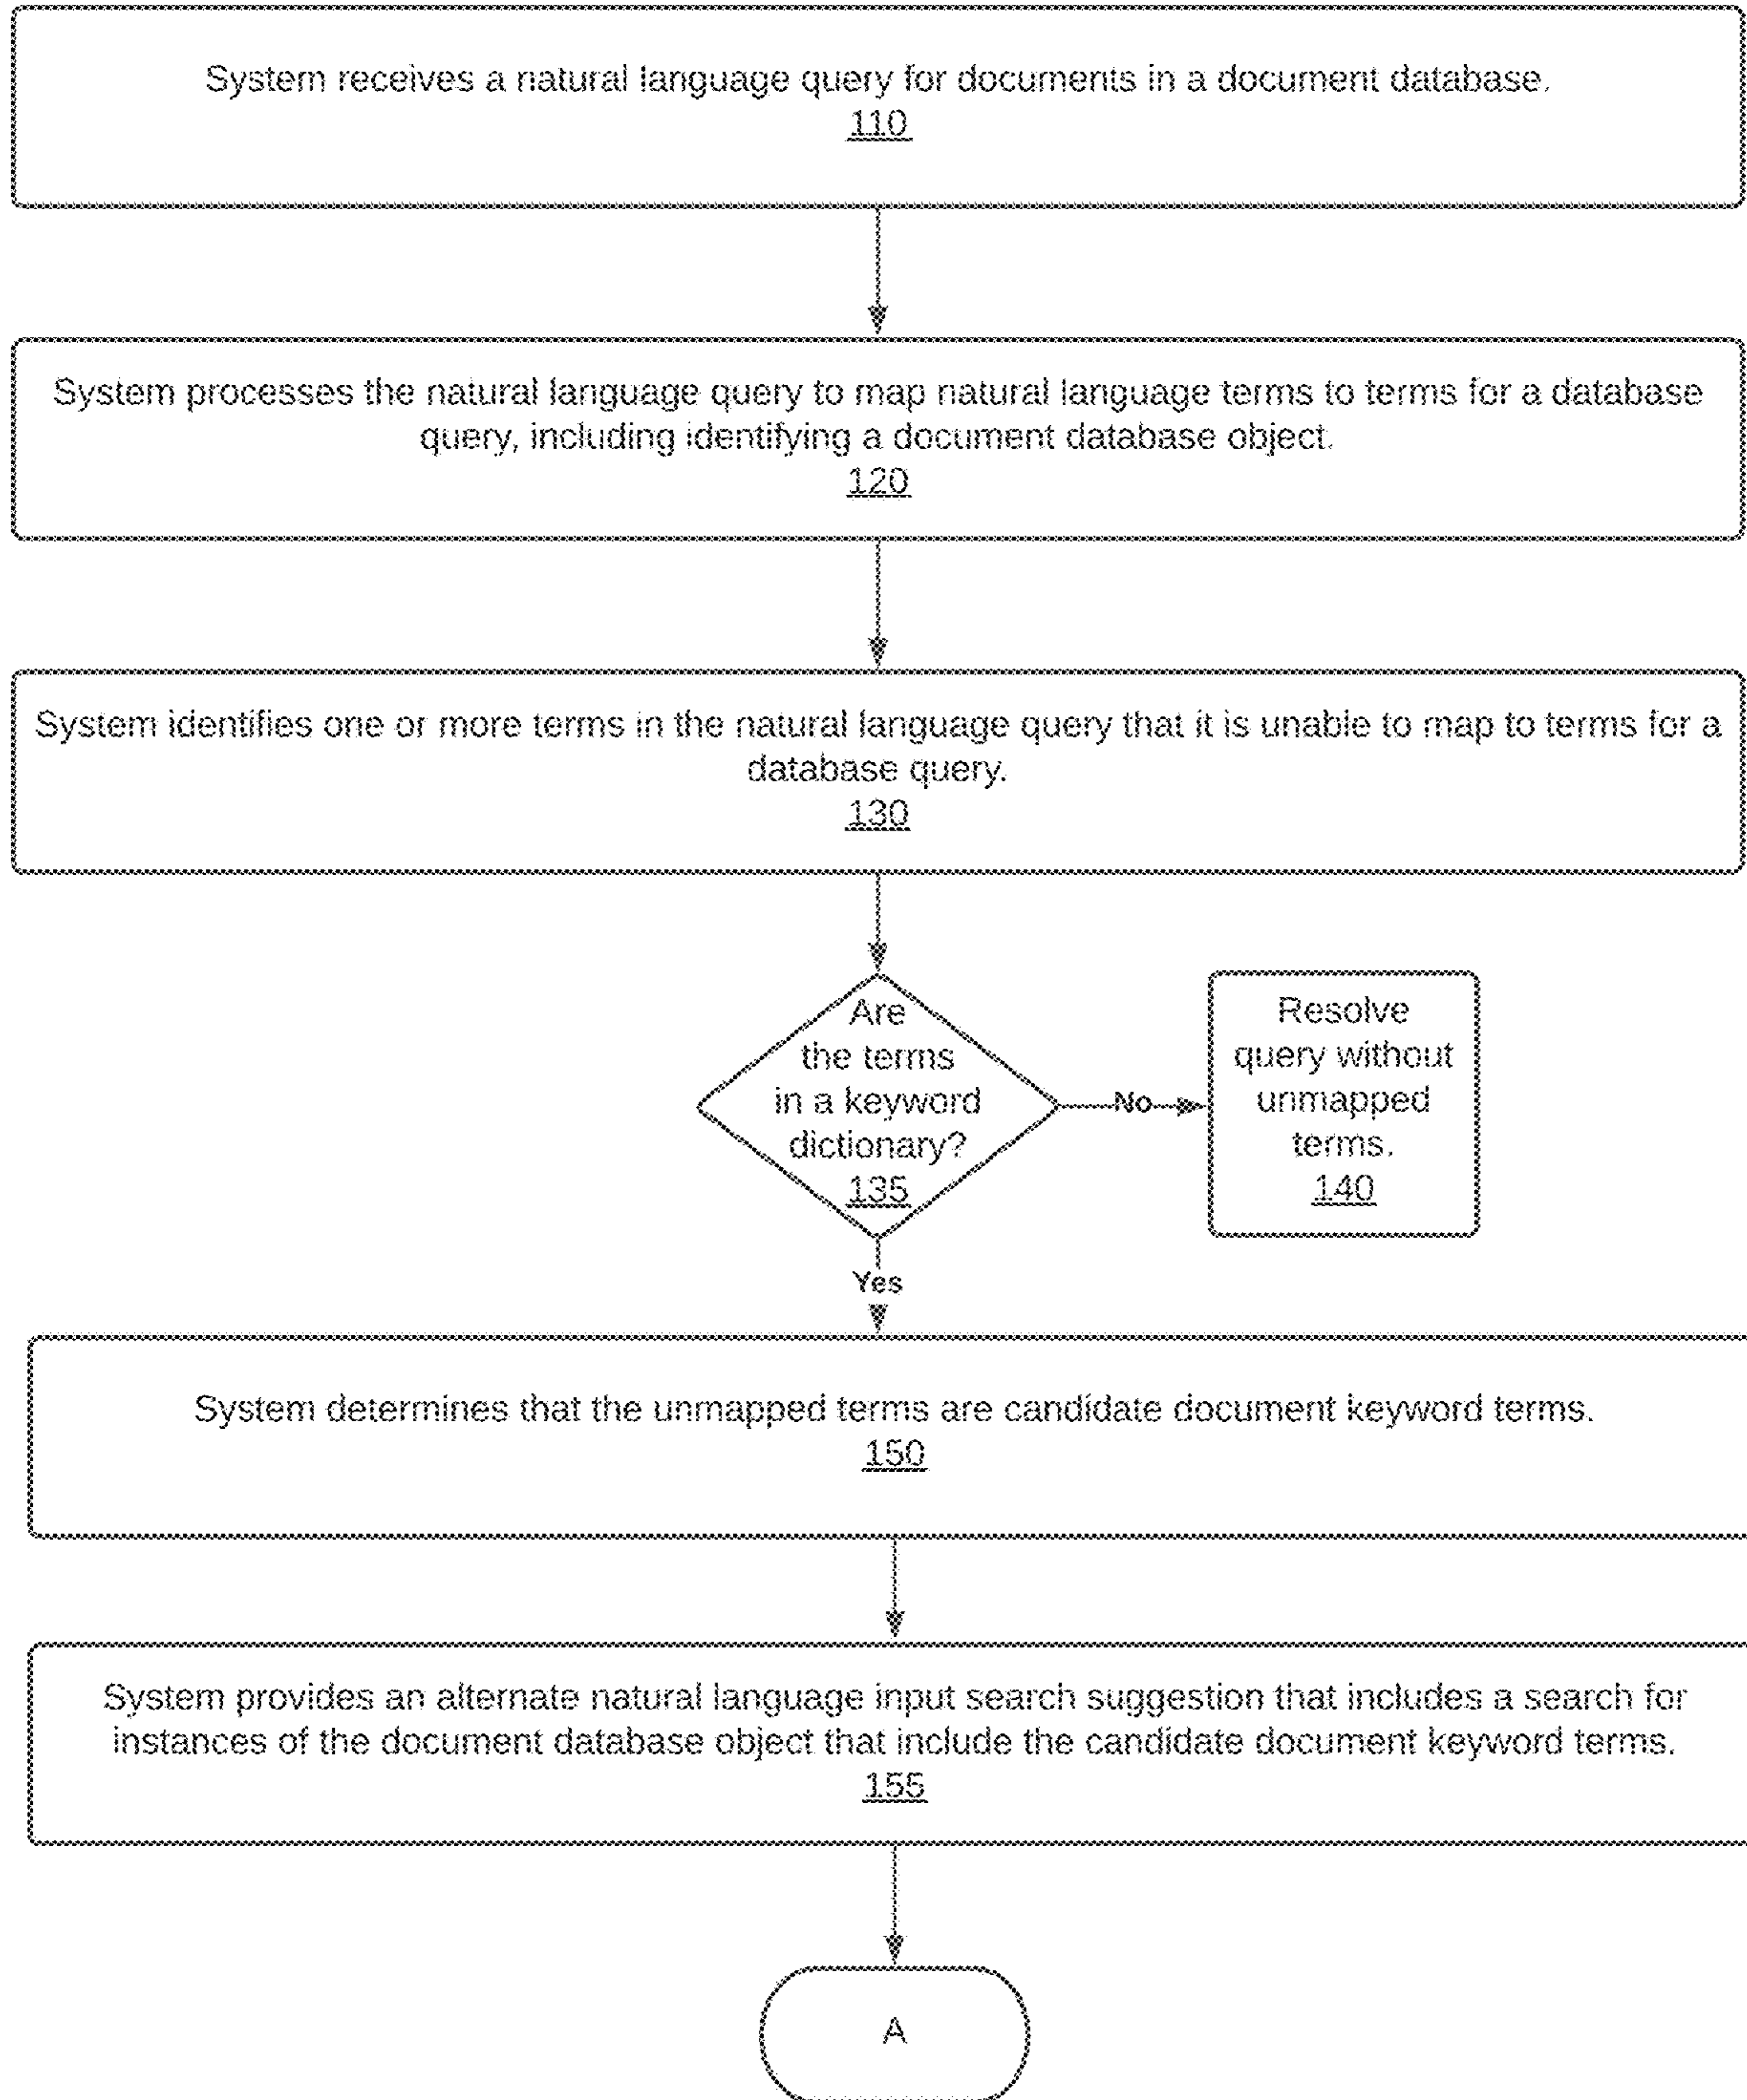 System receives a natural language query for documents in a document database.
110
System processes the natural language query to map natural language terms to terms for a database
query, including identifying a document database object.
120
System identifies one or more terms in the natural language query that it is unable to map to terms for a
database query.
130
Are
the terms
in a keyword
dictionary?
135
No
Resolve
query without
unmapped
terms.
140
Yes
System determines that the unmapped terms are candidate document keyword terms.
150
System provides an alternate natural language input search suggestion that includes a search for
instances of the document database object that include the candidate document keyword terms.
155
A